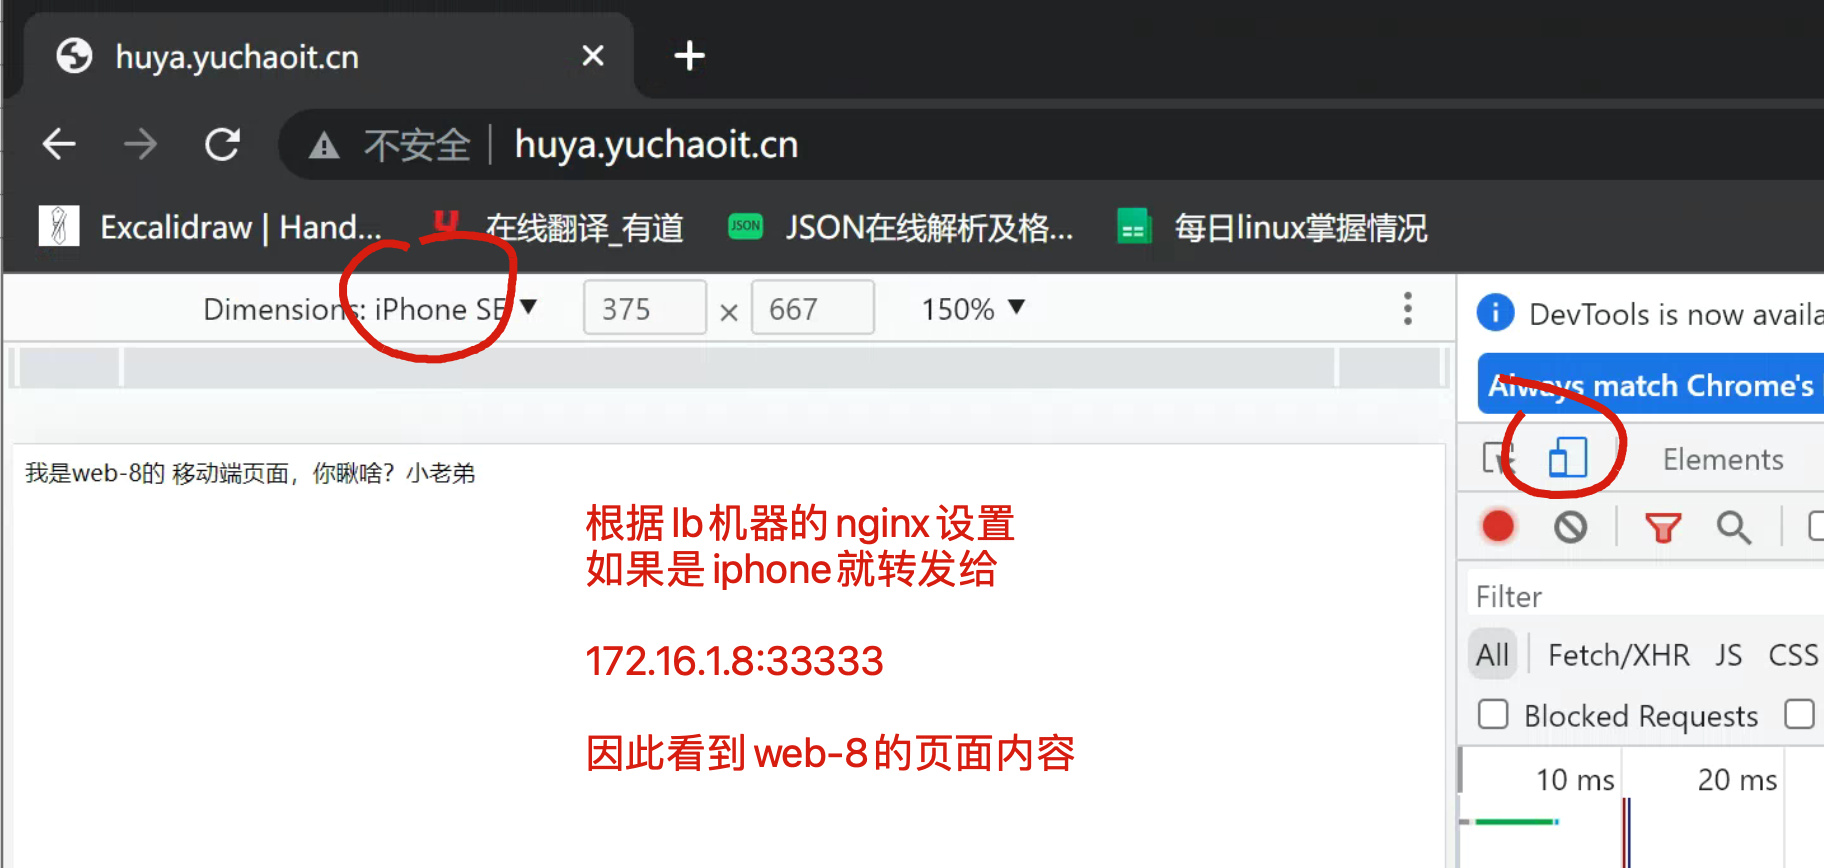 huya.yuchaoit.cn
不安全 huya.yuchaoit.cn
Excalidraw | Hand... 在线翻译_有道 JSON JSON在线解析及格... 每日linux掌握情况
Dimensions: iPhone SE 375 × 667 150%
DevTools is now availa
Always match Chrome's
Elements
我是web-8的 移动端页面，你瞅啥？小老弟
根据lb机器的nginx设置
如果是iphone就转发给
172.16.1.8:33333
因此看到web-8的页面内容
Filter
All Fetch/XHR JS CSS
Blocked Requests
10 ms 20 ms